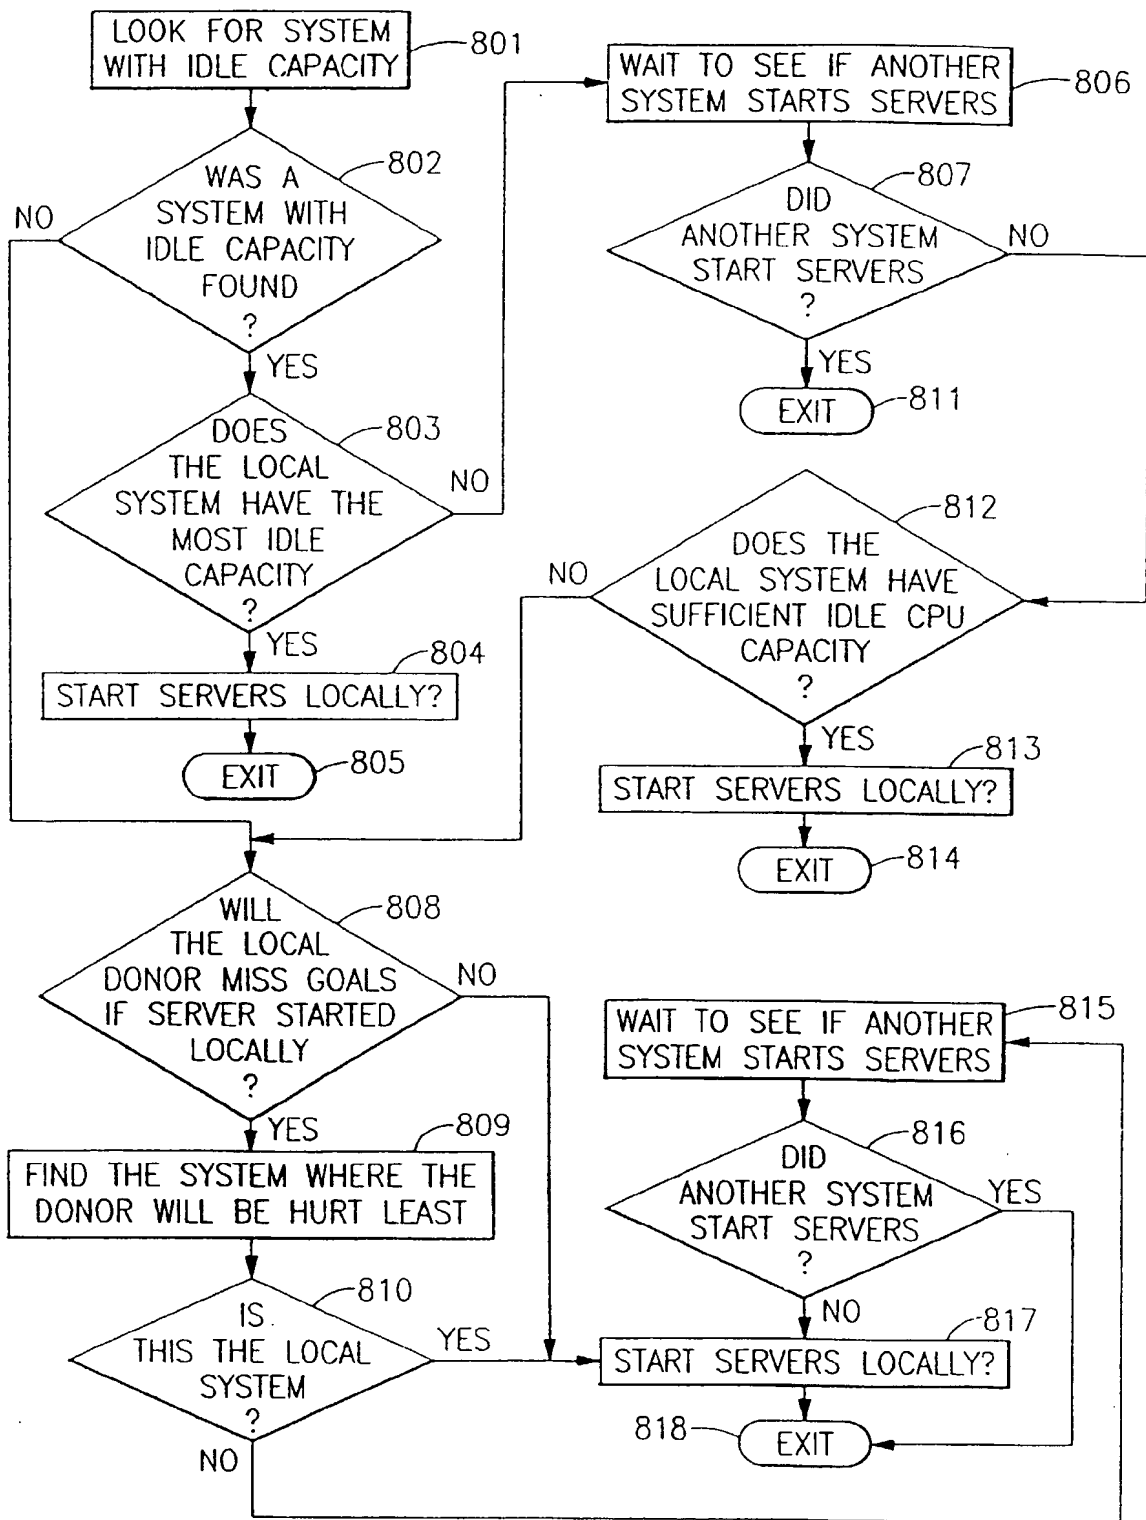 LOOK FOR SYSTEM
WITH IDLE CAPACITY
801
WAS A
SYSTEM WITH
IDLE CAPACITY
FOUND
?
802
NO
YES
DOES
THE LOCAL
SYSTEM HAVE THE
MOST IDLE
CAPACITY
?
803
NO
YES
804
START SERVERS LOCALLY?
EXIT
805
WAIT TO SEE IF ANOTHER
SYSTEM STARTS SERVERS
806
DID
ANOTHER SYSTEM
START SERVERS
?
807
NO
YES
EXIT
811
812
DOES THE
LOCAL SYSTEM HAVE
SUFFICIENT IDLE CPU
CAPACITY
?
NO
YES
813
START SERVERS LOCALLY?
EXIT
814
WILL
THE LOCAL
DONOR MISS GOALS
IF SERVER STARTED
LOCALLY
?
808
NO
YES
809
FIND THE SYSTEM WHERE THE
DONOR WILL BE HURT LEAST
810
IS
THIS THE LOCAL
SYSTEM
?
YES
NO
815
WAIT TO SEE IF ANOTHER
SYSTEM STARTS SERVERS
816
DID
ANOTHER SYSTEM
START SERVERS
?
YES
NO
817
START SERVERS LOCALLY?
818
EXIT